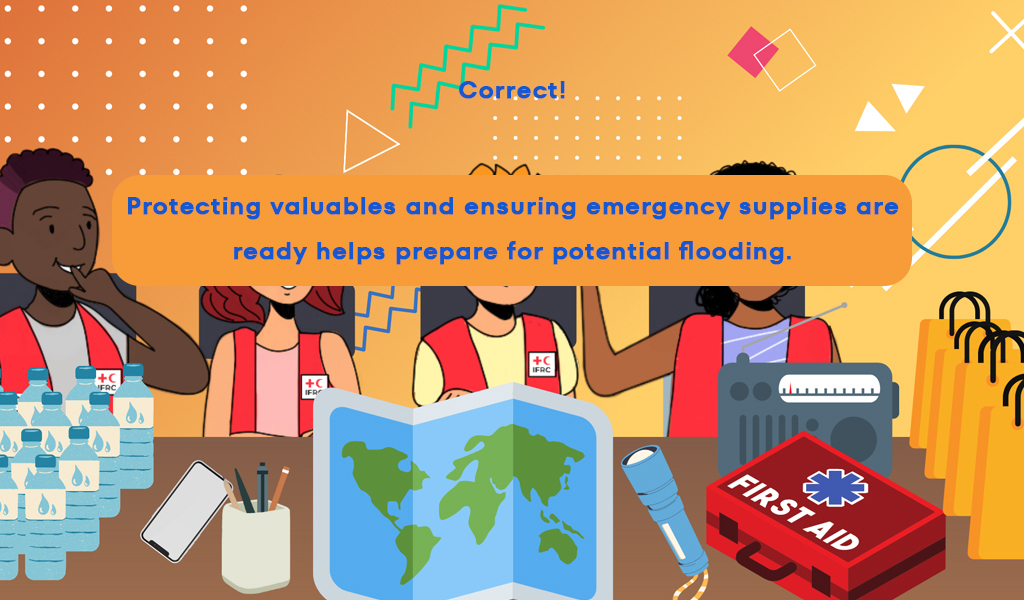 Correct!
Protecting valuables and ensuring emergency supplies are
ready helps prepare for potential flooding.
IFRC
IFRC
IFRC
FIRST AID